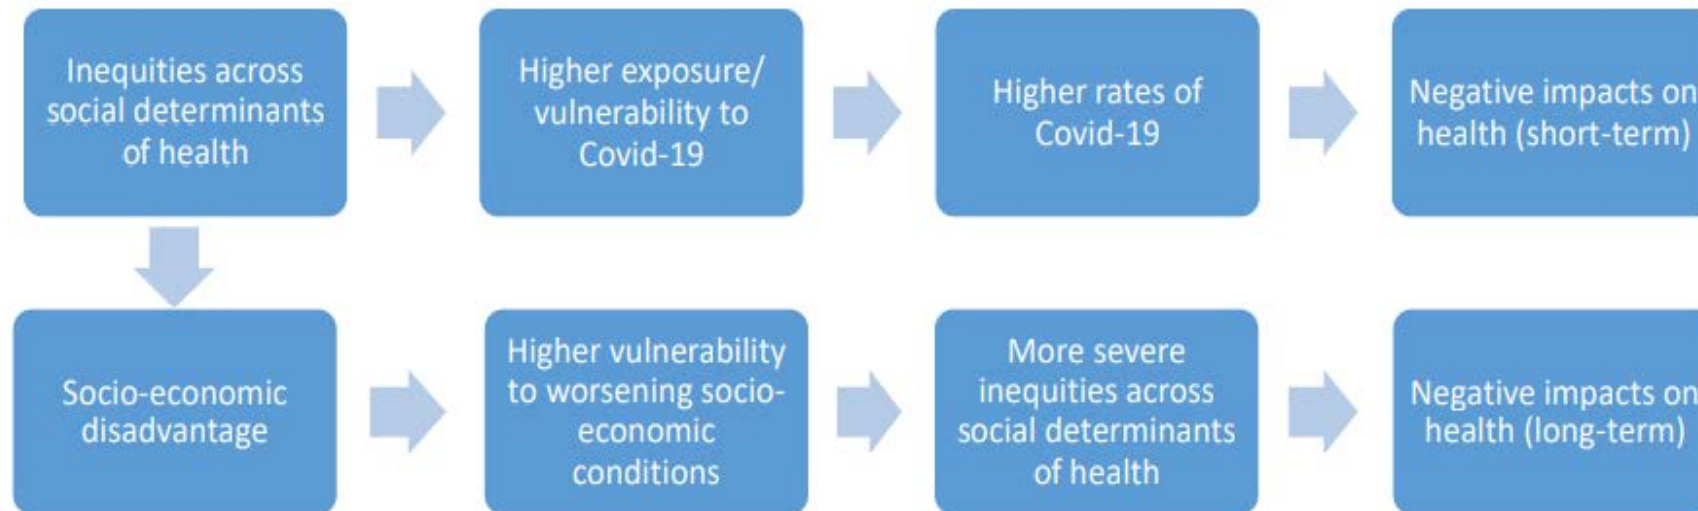 Inequities across
social determinants
of health
Higher exposure/
vulnerability to
Covid-19
Higher rates of
Covid-19
Negative impacts on
health (short-term)
Socio-economic
disadvantage
Higher vulnerability
to worsening socio-
economic
conditions
More severe
inequities across
social determinants
of health
Negative impacts on
health (long-term)